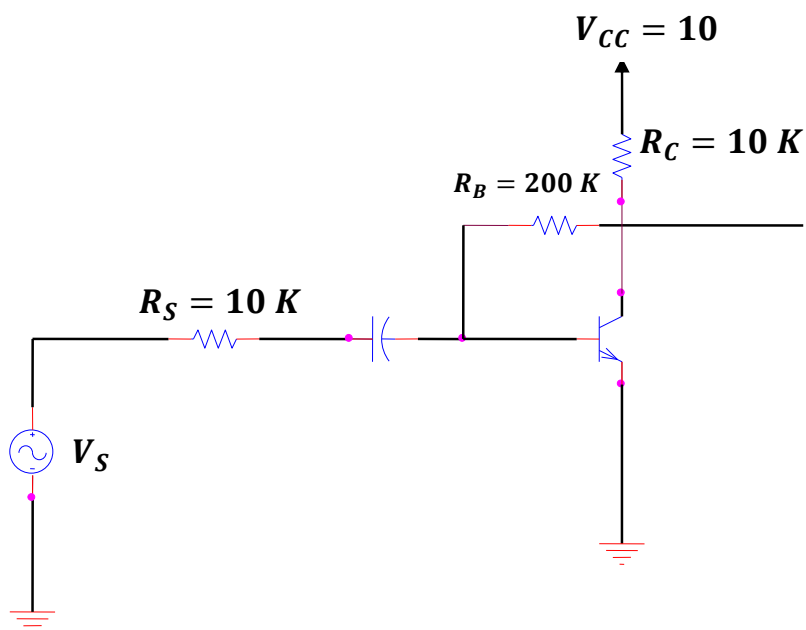 V_CC = 10
R_C = 10 K
R_B = 200 K
R_S = 10 K
V_S